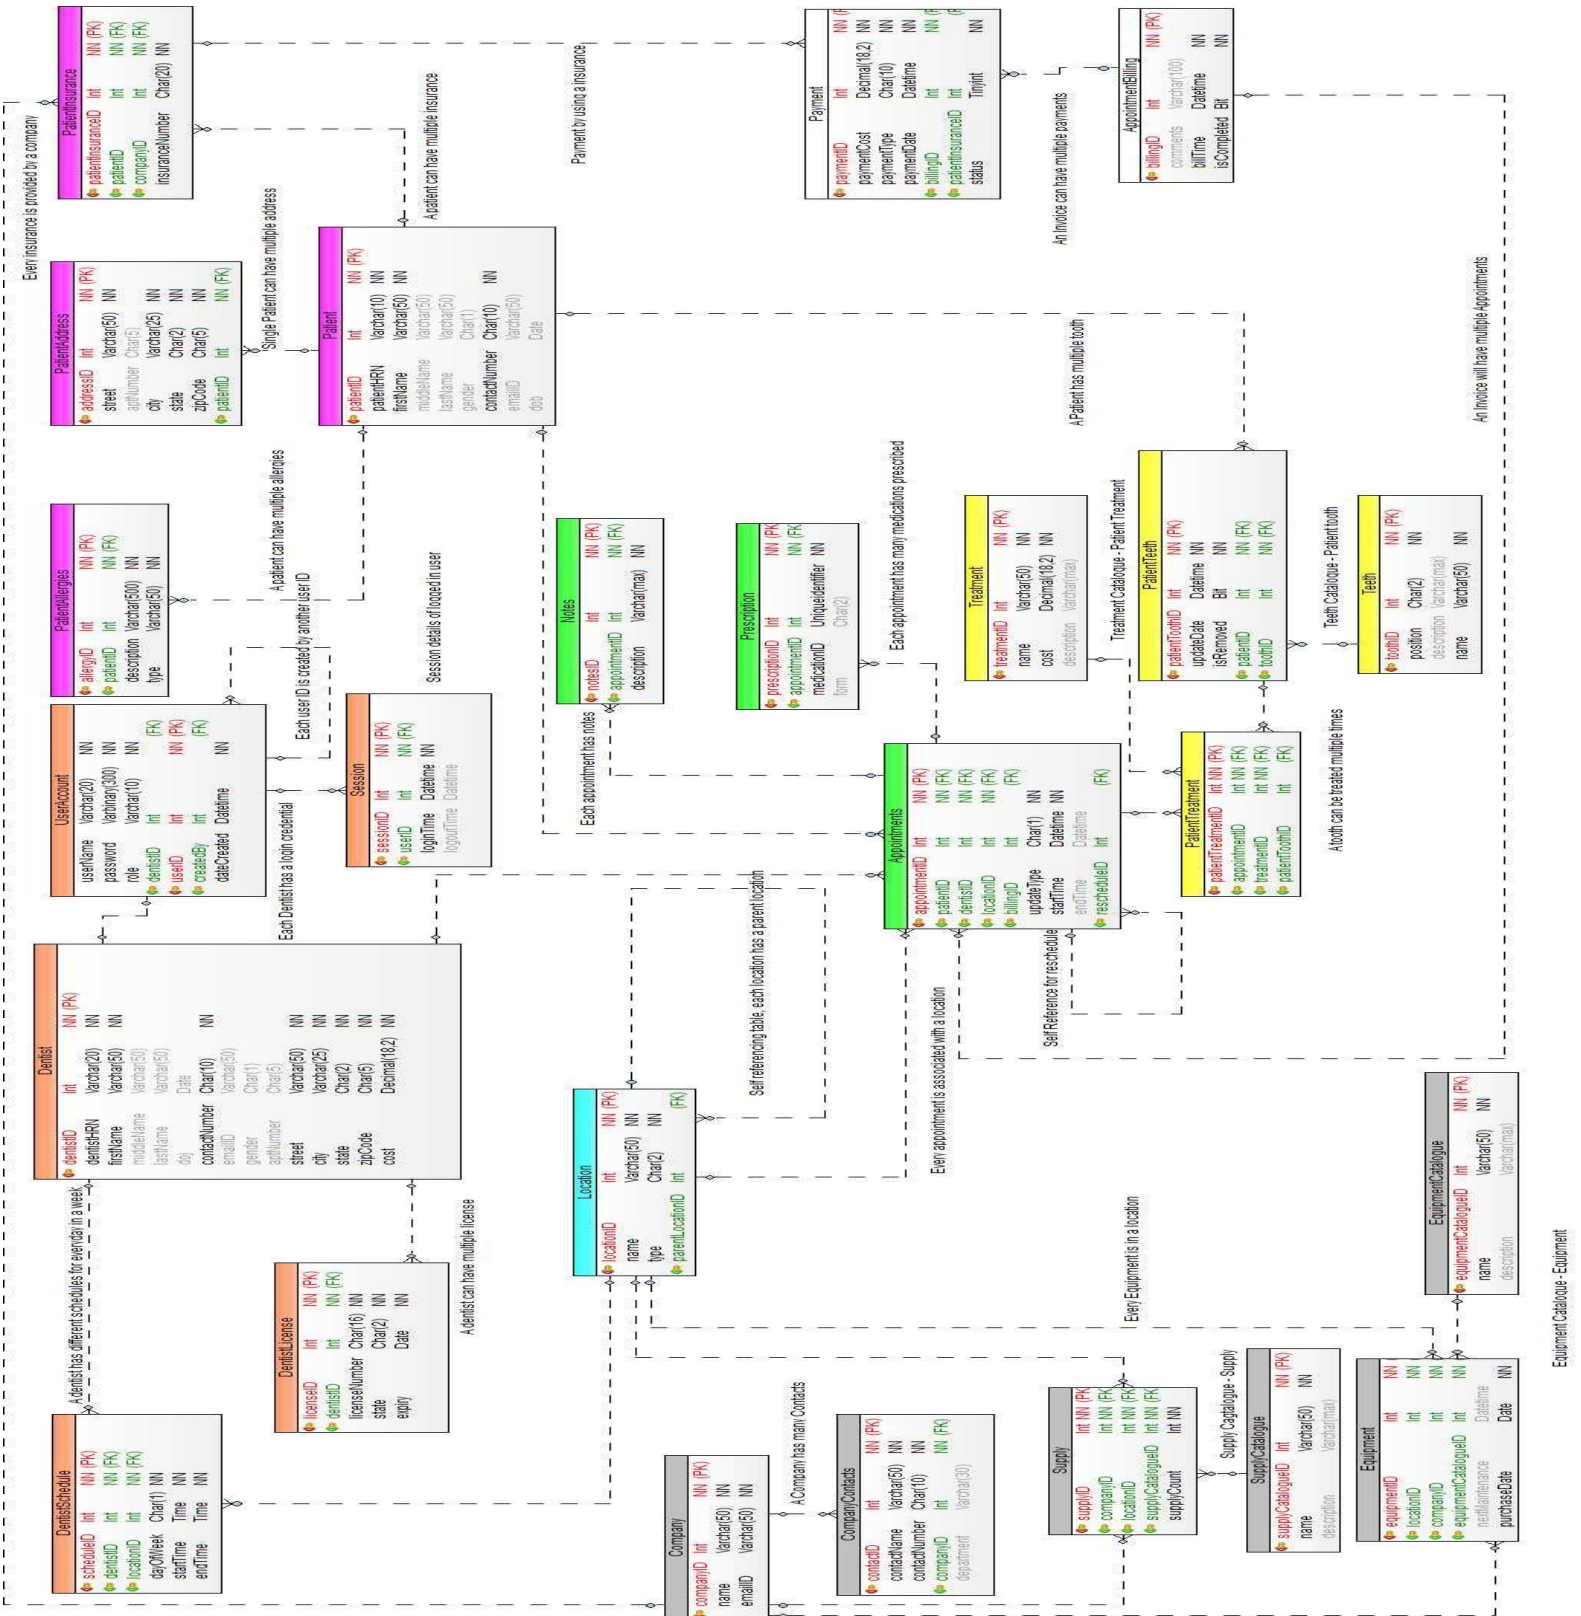 DentistSchedule
scheduleID Int NN (PK)
dentistID Int NN (FK)
locationID Int NN (FK)
dayOfWeek Char(1) NN
startTime Time NN
endTime Time NN
A dentist has different schedules for everyday in a week
Dentist
dentistID Int NN (PK)
dentistHRN Varchar(20) NN
firstName Varchar(50) NN
middleName Varchar(50)
lastName Varchar(50)
doj Date
contactNumber Char(10) NN
emailID Varchar(50)
gender Char(1)
aptNumber Char(5)
street Varchar(50) NN
city Varchar(25) NN
state Char(2) NN
zipCode Char(5) NN
cost Decimal(18,2) NN
UserAccount
userName Varchar(20) NN
password Varbinary(300) NN
role Varchar(10) NN
dentistID Int (FK)
userID Int NN (PK)
createdBy Int (FK)
dateCreated Datetime NN
PatientAllergies
allergyID Int NN (PK)
patientID Int NN (FK)
description Varchar(500) NN
type Varchar(50) NN
PatientAddress
addressID Int NN (PK)
street Varchar(50) NN
aptNumber Char(5)
city Varchar(25) NN
state Char(2) NN
zipCode Char(5) NN
patientID Int NN (FK)
Every insurance is provided by a company
PatientInsurance
patientInsuranceID Int NN (PK)
patientID Int NN (FK)
companyID Int NN (FK)
insuranceNumber Char(20) NN
DentistLicense
licenseID Int NN (PK)
dentistID Int NN (FK)
licenseNumber Char(16) NN
state Char(2) NN
expiry Date NN
A dentist can have multiple license
Each Dentist has a login credential
Each user ID is created by another user ID
A patient can have multiple allergies
Single Patient can have multiple address
Session
sessionID Int NN (PK)
userID Int NN (FK)
loginTime Datetime NN
logoutTime Datetime
Session details of loged in user
Patient
patientID Int NN (PK)
patientHRN Varchar(10) NN
firstName Varchar(50) NN
middleName Varchar(50)
lastName Varchar(50)
gender Char(1)
contactNumber Char(10) NN
emailID Varchar(50)
dob Date
A patient can have multiple insurance
Payment by using a insurance
Location
locationID Int NN (PK)
name Varchar(50) NN
type Char(2) NN
parentLocationID Int (FK)
Self referencing table, each location has a parent location
Each appointment has notes
Notes
notesID Int NN (PK)
appointmentID Int NN (FK)
description Varchar(max) NN
Prescription
prescriptionID Int NN (PK
appointmentID Int NN (FK
medicationID UniqueIdentifier NN
form Char(2)
Each appointment has many medications prescribed
Payment
paymentID Int NN
paymentCost Decimal(18,2) NN
paymentType Char(10) NN
paymentDate Datetime NN
billingID Int NN
patientInsuranceID Int
status Tinyint NN
An Invoice can have multiple payments
AppointmentBilling
billingID Int NN (PK)
comments Varchar(100)
billTime Datetime NN
isCompleted Bit NN
Company
companyID Int NN (PK)
name Varchar(50) NN
emailID Varchar(50) NN
A Company has many Contacts
CompanyContacts
contactID Int NN (PK)
contactName Varchar(50) NN
contactNumber Char(10) NN
companyID Int NN (FK)
department Varchar(30)
Every appointment is associated with a location
Self Reference for reschedule
Appointments
appointmentID Int NN (PK)
patientID Int NN (FK)
dentistID Int NN (FK)
locationID Int NN (FK)
billingID Int (FK)
updateType Char(1) NN
startTime Datetime NN
endTime Datetime
rescheduleID Int (FK)
Treatment
treatmentID Int NN (PK)
name Varchar(50) NN
cost Decimal(18,2) NN
description Varchar(max)
Treatment Catalogue - Patient Treatment
A Patient has multiple tooth
Supply
supplyID Int NN (PK
companyID Int NN (FK
locationID Int NN (FK
supplyCatalogueID Int NN (FK
supplyCount Int NN
Every Equipment is in a location
PatientTreatment
patientTreatmentID Int NN (PK)
appointmentID Int NN (FK)
treatmentID Int NN (FK)
patientToothID Int (FK)
PatientTeeth
patientToothID Int NN (PK)
updateDate Datetime NN
isRemoved Bit NN
patientID Int NN (FK)
toothID Int NN (FK)
A tooth can be treated multiple times
Teeth Catalogue - Patient tooth
Teeth
toothID Int NN (PK)
position Char(2) NN
description Varchar(max)
name Varchar(50) NN
An Invoice will have multiple Appointments
Supply Cagtalogue - Supply
SupplyCatalogue
supplyCatalogueID Int NN (PK)
name Varchar(50) NN
description Varchar(max)
Equipment
equipmentID Int NN
locationID Int NN
companyID Int NN
equipmentCatalogueID Int NN
nextMaintenance Datetime
purchaseDate Date NN
EquipmentCatalogue
equipmentCatalogueID Int NN (PK)
name Varchar(50) NN
description Varchar(max)
Equipment Catalogue - Equipment